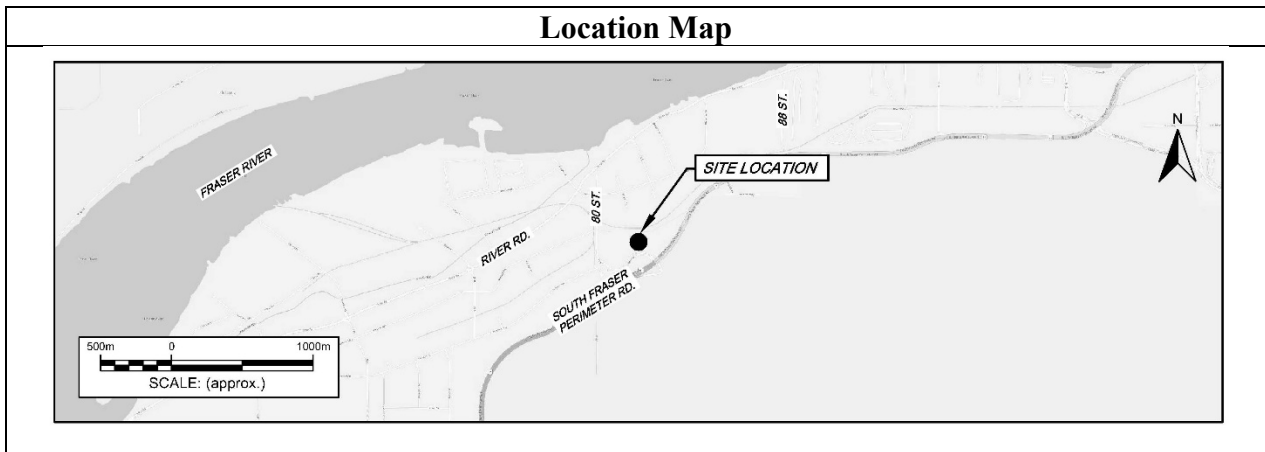 Location Map
FRASER RIVER
88 ST.
N
SITE LOCATION
80 ST.
RIVER RD.
SOUTH FRASER
PERIMETER RD.
500m 0 1000m
SCALE: (approx.)